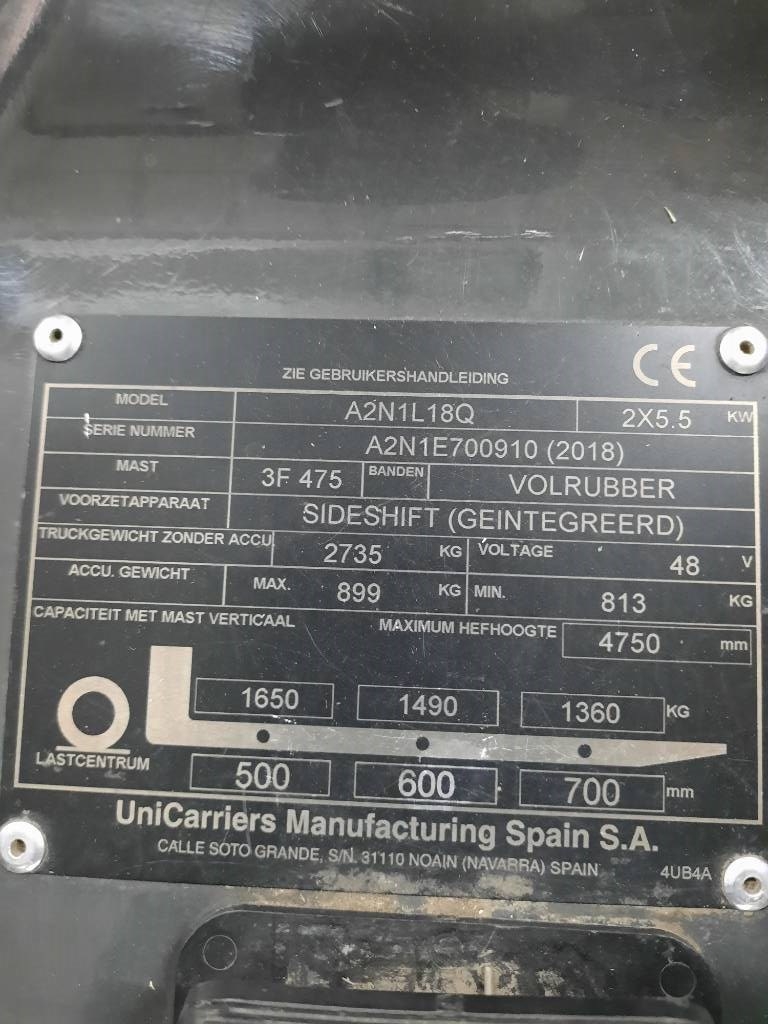 ZIE GEBRUIKERSHANDLEIDING CE
MODEL A2N1L18Q 2X5.5 KW
SERIE NUMMER A2N1E700910 (2018)
MAST 3F 475 BANDEN VOLRUBBER
VOORZETAPPARAAT SIDESHIFT (GEINTEGREERD)
TRUCKGEWICHT ZONDER ACCU 2735 KG VOLTAGE 48 V
ACCU. GEWICHT MAX. 899 KG MIN. 813 KG
CAPACITEIT MET MAST VERTICAAL MAXIMUM HEFHOOGTE 4750 mm
1650 1490 1360 KG
LASTCENTRUM 500 600 700 mm
UniCarriers Manufacturing Spain S.A.
CALLE SOTO GRANDE, S/N. 31110 NOAIN (NAVARRA) SPAIN 4UB4A